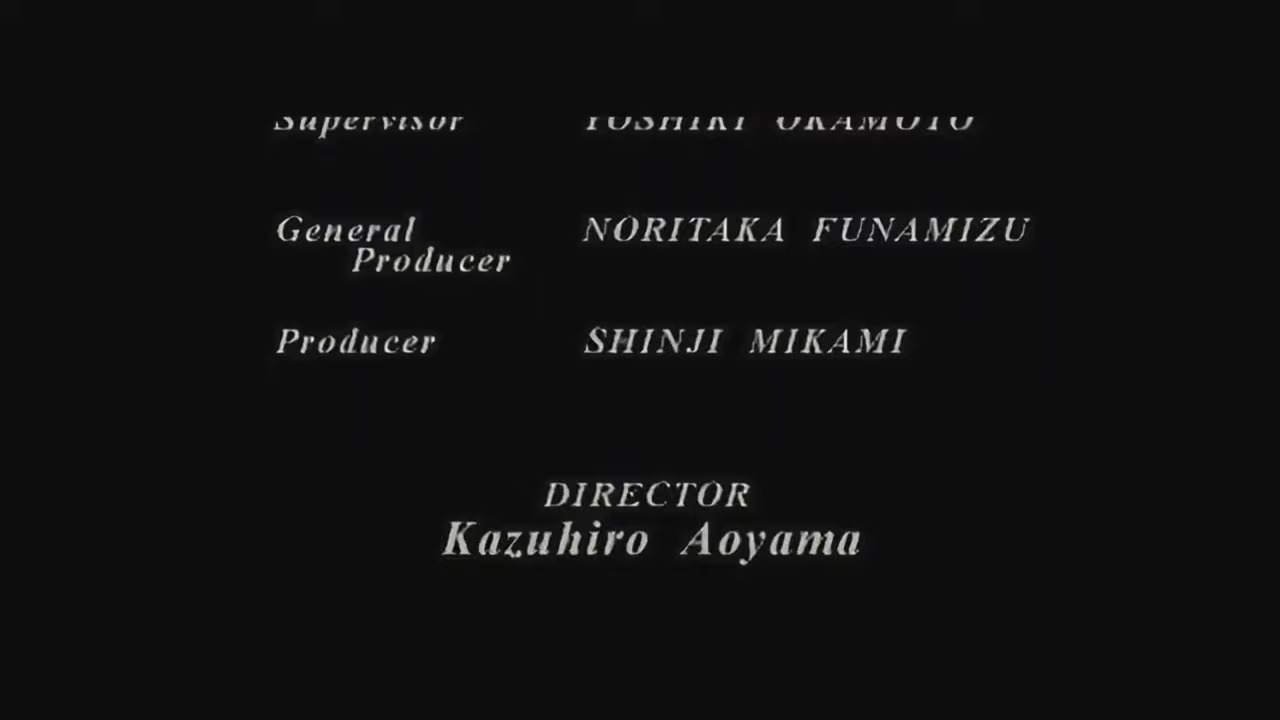 Supervisor YOSHIKI OKAMOTO
General NORITAKA FUNAMIZU
Producer
Producer SHINJI MIKAMI
DIRECTOR
Kazuhiro Aoyama